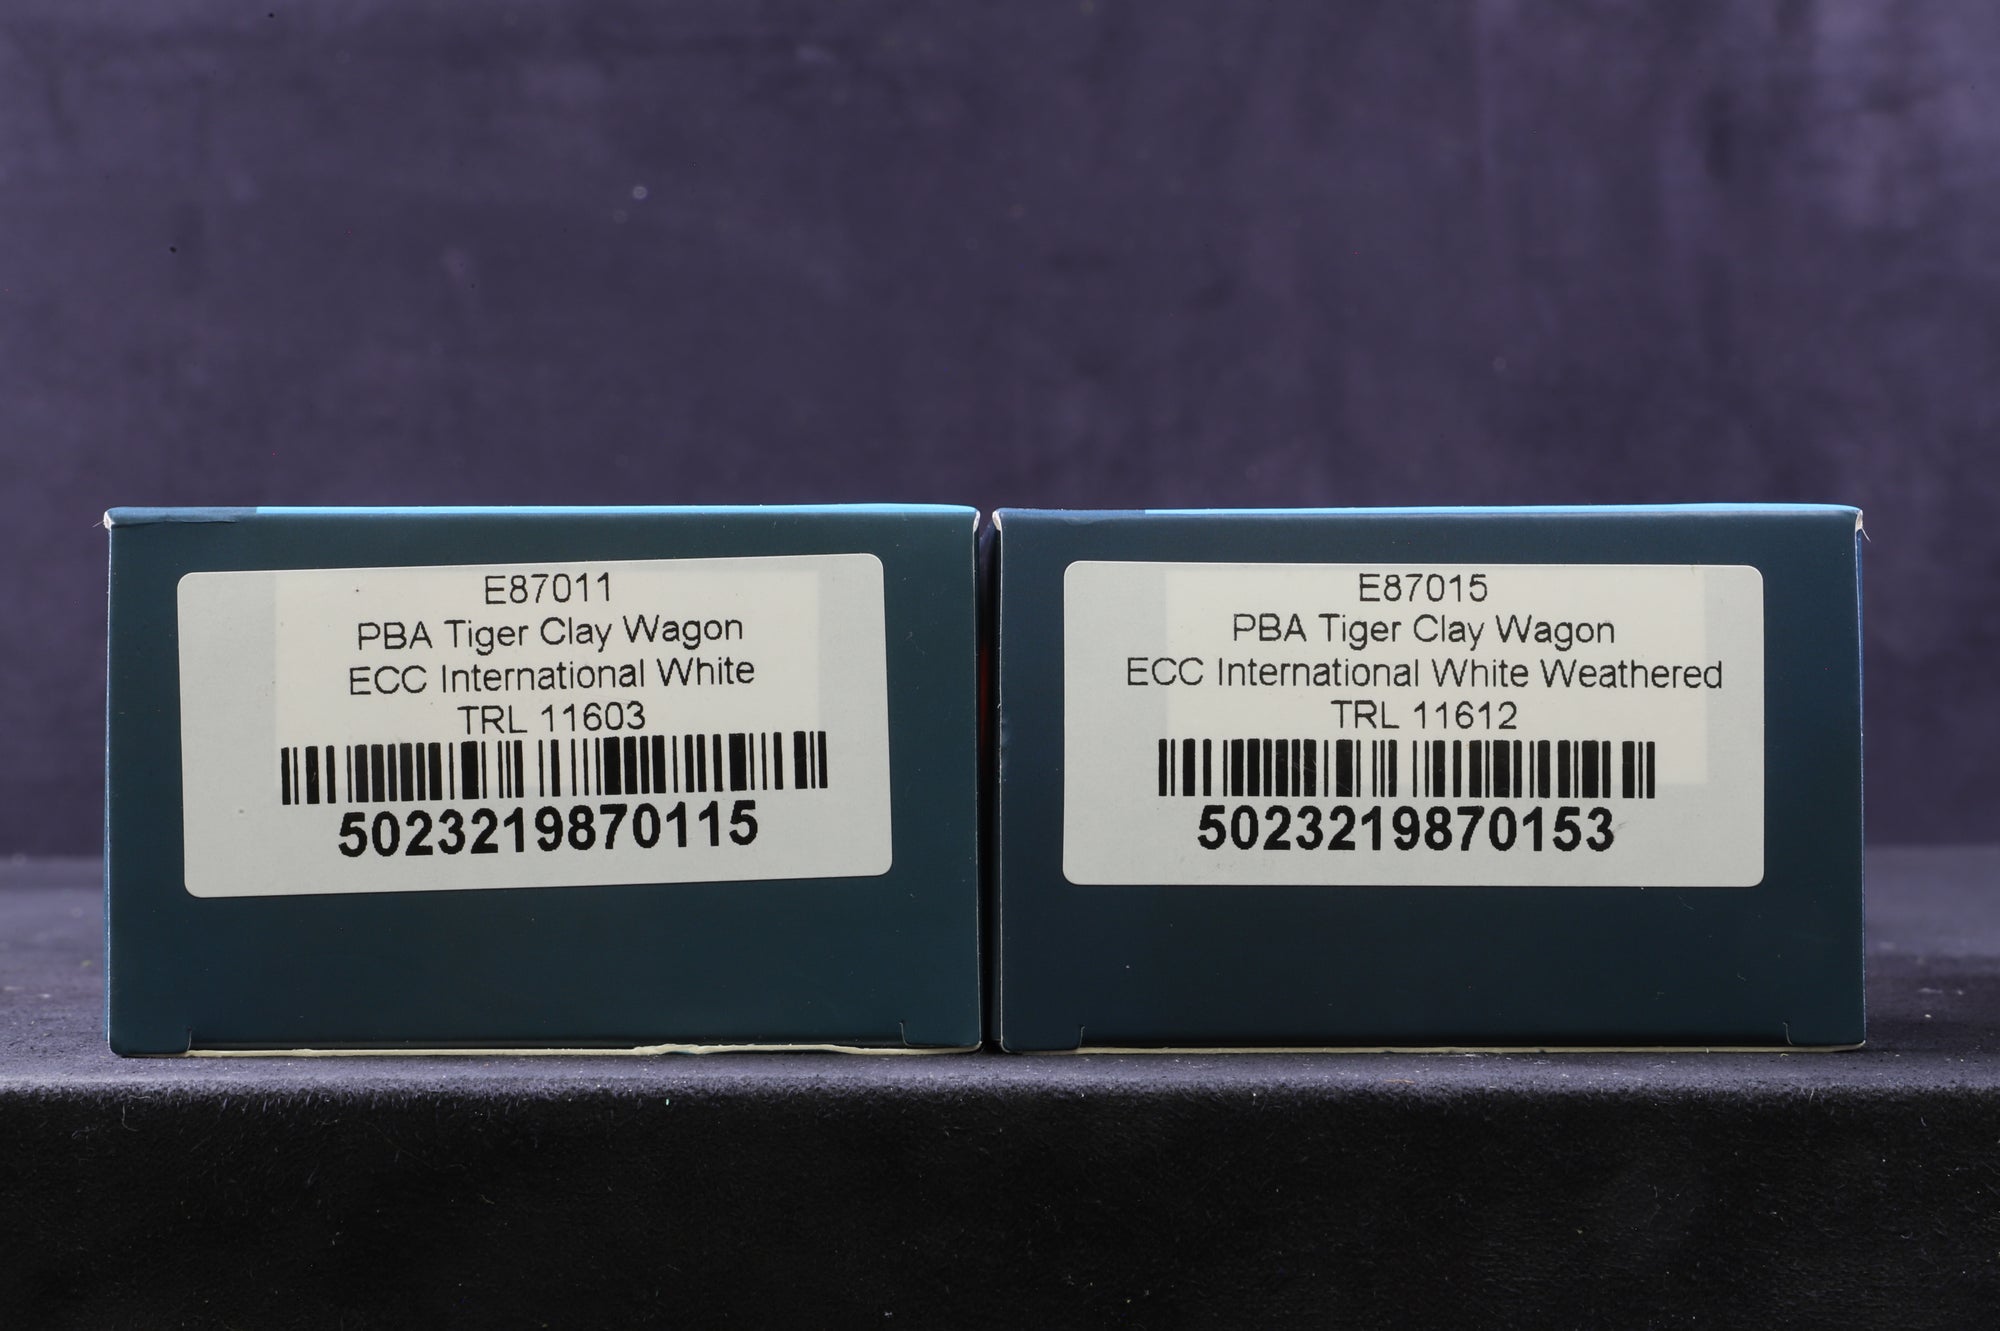 E87011
PBA Tiger Clay Wagon
ECC International White
TRL 11603
5023219870115
E87015
PBA Tiger Clay Wagon
ECC International White Weathered
TRL 11612
5023219870153